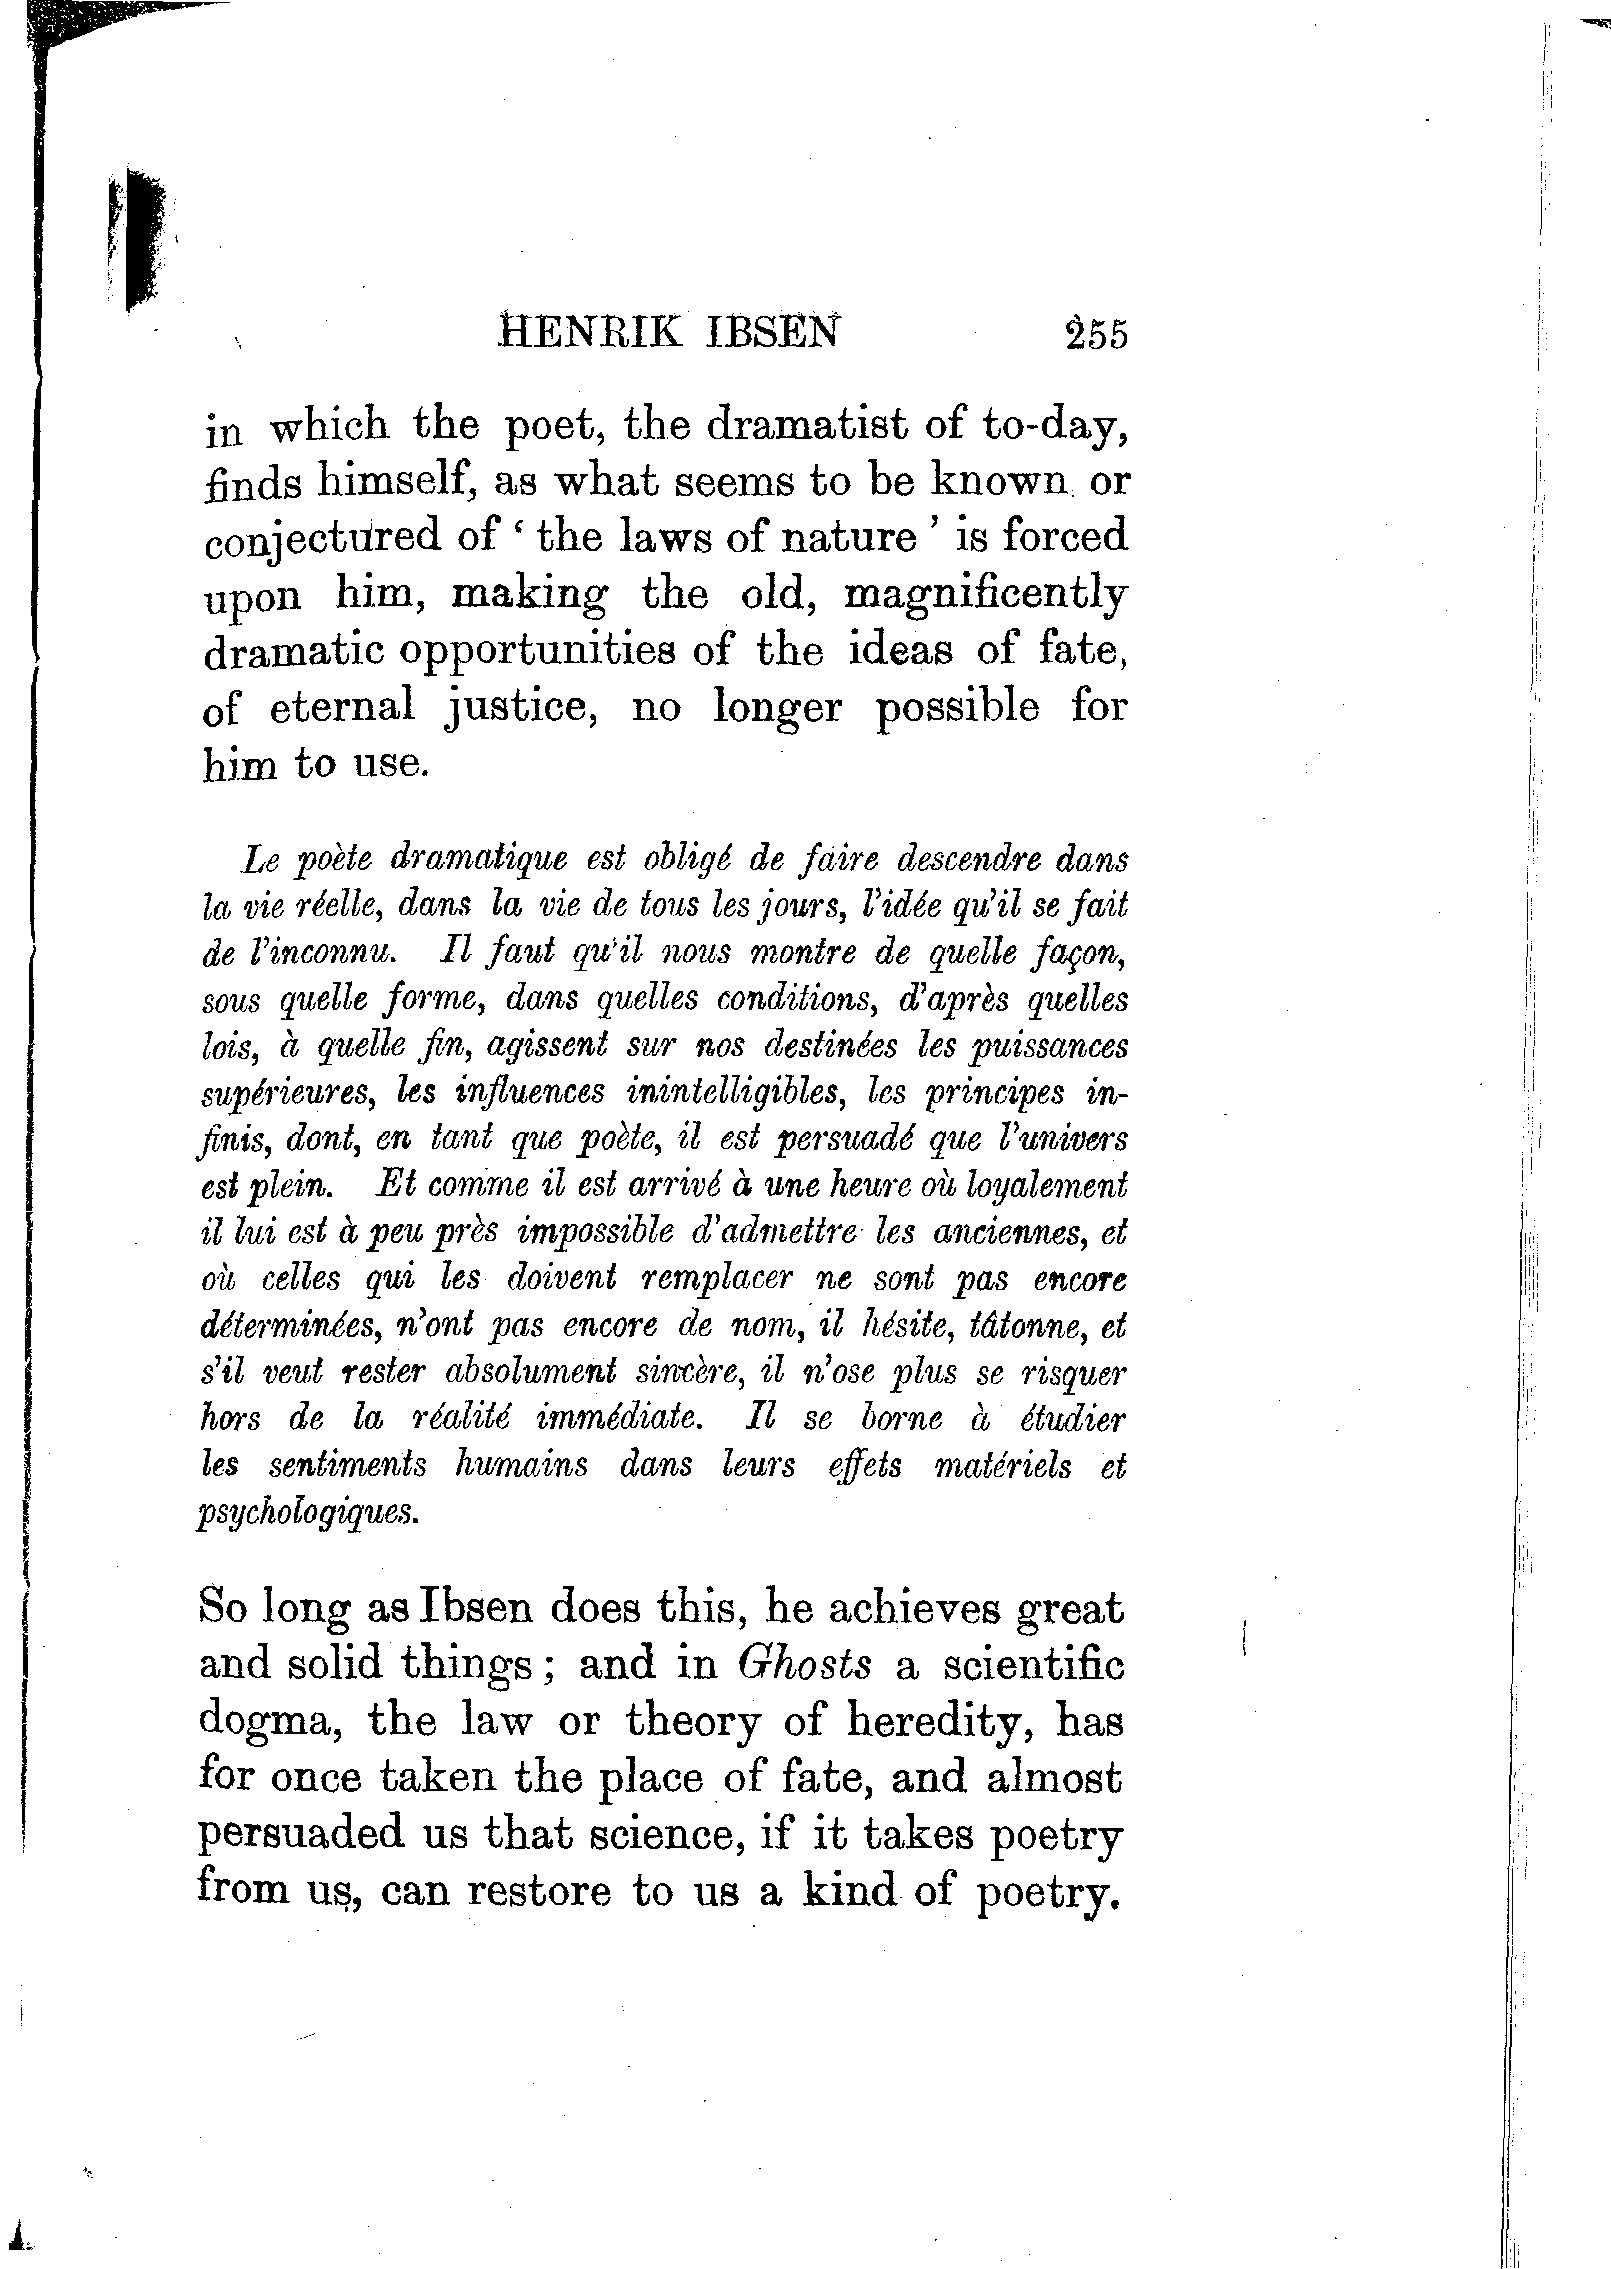 HENRIK IBSEN 255
in which the poet, the dramatist of to-day,
finds himself, as what seems to be known or
conjectured of ‘the laws of nature’ is forced
upon him, making the old, magnificently
dramatic opportunities of the ideas of fate,
of eternal justice, no longer possible for
him to use.
Le poète dramatique est obligé de faire descendre dans
la vie réelle, dans la vie de tous les jours, l’idée qu’il se fait
de l’inconnu. Il faut qu’il nous montre de quelle façon,
sous quelle forme, dans quelles conditions, d’après quelles
lois, à quelle fin, agissent sur nos destinées les puissances
supérieures, les influences inintelligibles, les principes in-
finis, dont, en tant que poète, il est persuadé que l’univers
est plein. Et comme il est arrivé à une heure où loyalement
il lui est à peu près impossible d’admettre les anciennes, et
où celles qui les doivent remplacer ne sont pas encore
déterminées, n’ont pas encore de nom, il hésite, tâtonne, et
s’il veut rester absolument sincère, il n’ose plus se risquer
hors de la réalité immédiate. Il se borne à étudier
les sentiments humains dans leurs effets matériels et
psychologiques.
So long as Ibsen does this, he achieves great
and solid things; and in Ghosts a scientific
dogma, the law or theory of heredity, has
for once taken the place of fate, and almost
persuaded us that science, if it takes poetry
from us, can restore to us a kind of poetry.